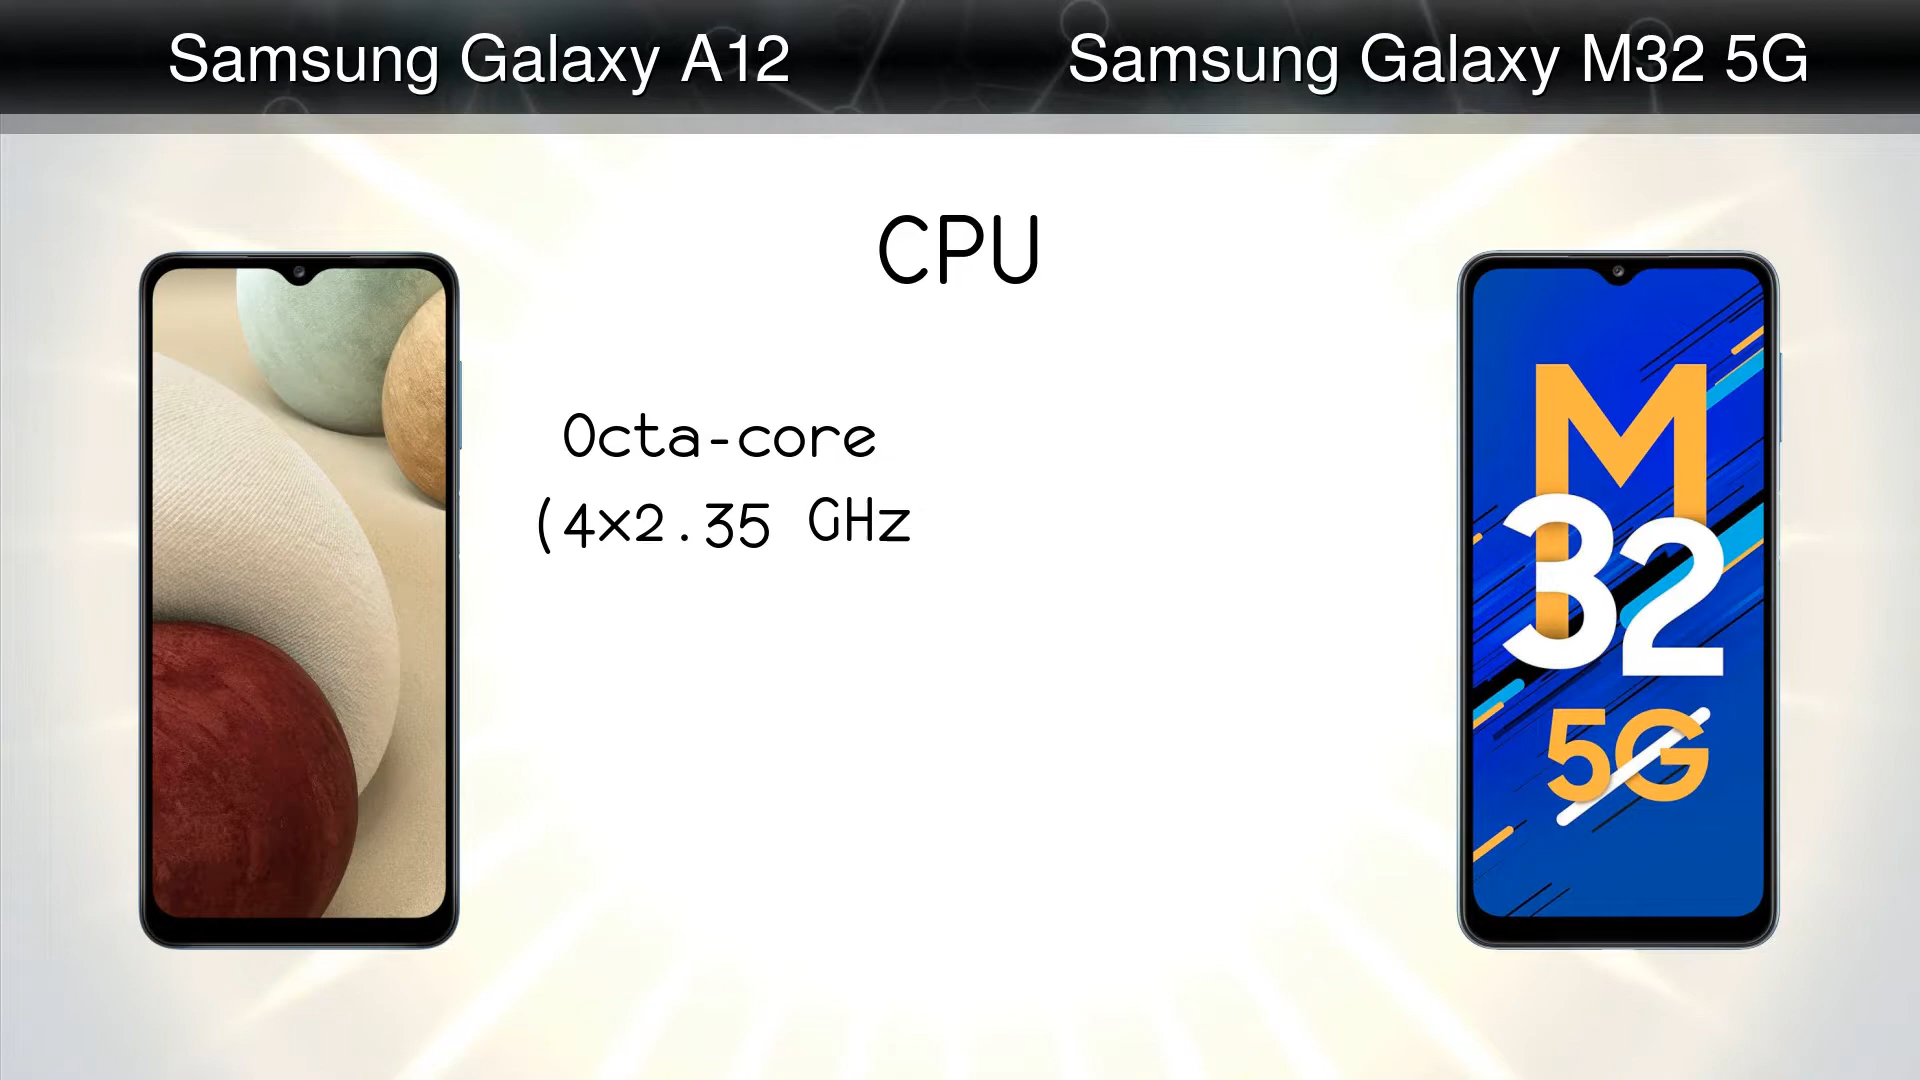 Samsung Galaxy A12
Samsung Galaxy M32 5G
CPU
Octa-core
(4x2.35 GHz
M
32
5G